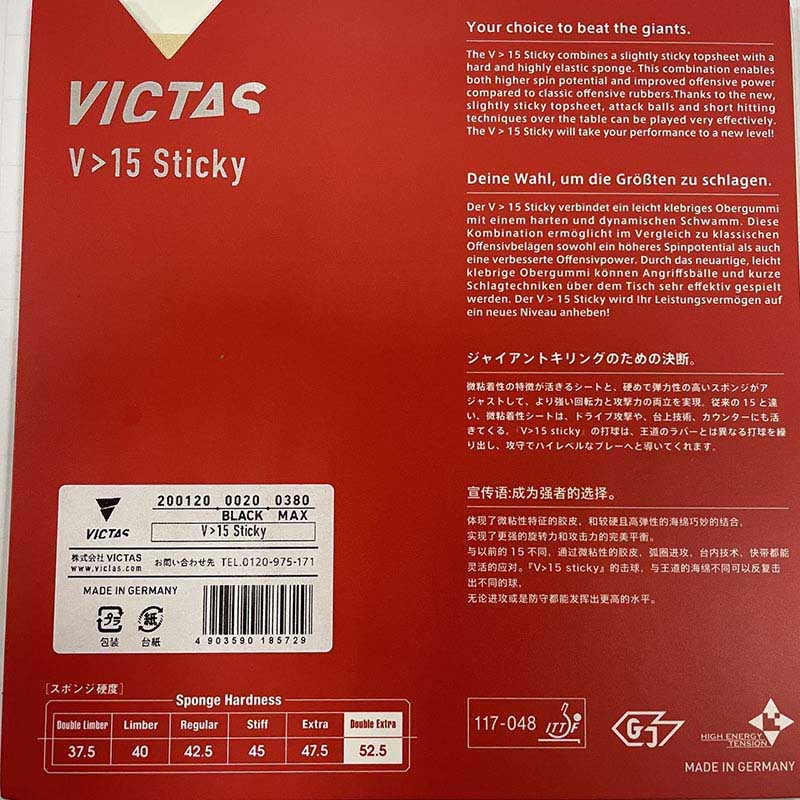 VICTAS
V>15 Sticky
Your choice to beat the giants.
The V > 15 Sticky combines a slightly sticky topsheet with a
hard and highly elastic sponge. This combination enables
both higher spin potential and improved offensive power
compared to classic offensive rubbers.Thanks to the new,
slightly sticky topsheet, attack balls and short hitting
techniques over the table can be played very effectively.
The V > 15 Sticky will take your performance to a new level!
Deine Wahl, um die Größten zu schlagen.
Der V > 15 Sticky verbindet ein leicht klebriges Obergummi
mit einem harten und dynamischen Schwamm. Diese
Kombination ermöglicht im Vergleich zu klassischen
Offensivbelägen sowohl ein höheres Spinpotential als auch
eine verbesserte Offensivpower. Durch das neuartige, leicht
klebrige Obergummi können Angriffsbälle und kurze
Schlagtechniken über dem Tisch sehr effektiv gespielt
werden. Der V > 15 Sticky wird Ihr Leistungsvermögen auf
ein neues Niveau anheben!
ジャイアントキリングのための決断。
微粘着性の特徴が活きるシートと、硬めで弾力性の高いスポンジがア
ジャストして、より強い回転力と攻撃力の両立を実現。従来の 15 と違
い、微粘着性シートは、ドライブ攻撃や、台上技術、カウンターにも活
きてくる。「V>15 sticky」の打球は、王道のラバーとは異なる打球を繰
り出し、攻守でハイレベルなプレーへと導いてくれます。
宣传语:成为强者的选择。
体现了微粘性特征的胶皮，和较硬且高弹性的海绵巧妙的结合，
实现了更强的旋转力和攻击力的完美平衡。
与以前的 15 不同，通过微粘性的胶皮，弧圈进攻，台内技术，快带都能
灵活的应对。『V>15 sticky』的击球，与王道的海绵不同可以反复击
出不同的球，
无论进攻或是防守都能发挥出更高的水平。
VICTAS
200120 0020 0380
BLACK MAX
V>15 Sticky
株式会社 VICTAS
www.victas.com
お問い合わせ先 TEL.0120-975-171
MADE IN GERMANY
プラ
紙
包装
台紙
4 903590 185729
[スポンジ硬度]
Sponge Hardness
Double Limber Limber Regular Stiff Extra Double Extra
37.5 40 42.5 45 47.5 52.5
117-048 ITTF
HIGH ENERGY
TENSION
MADE IN GERMANY